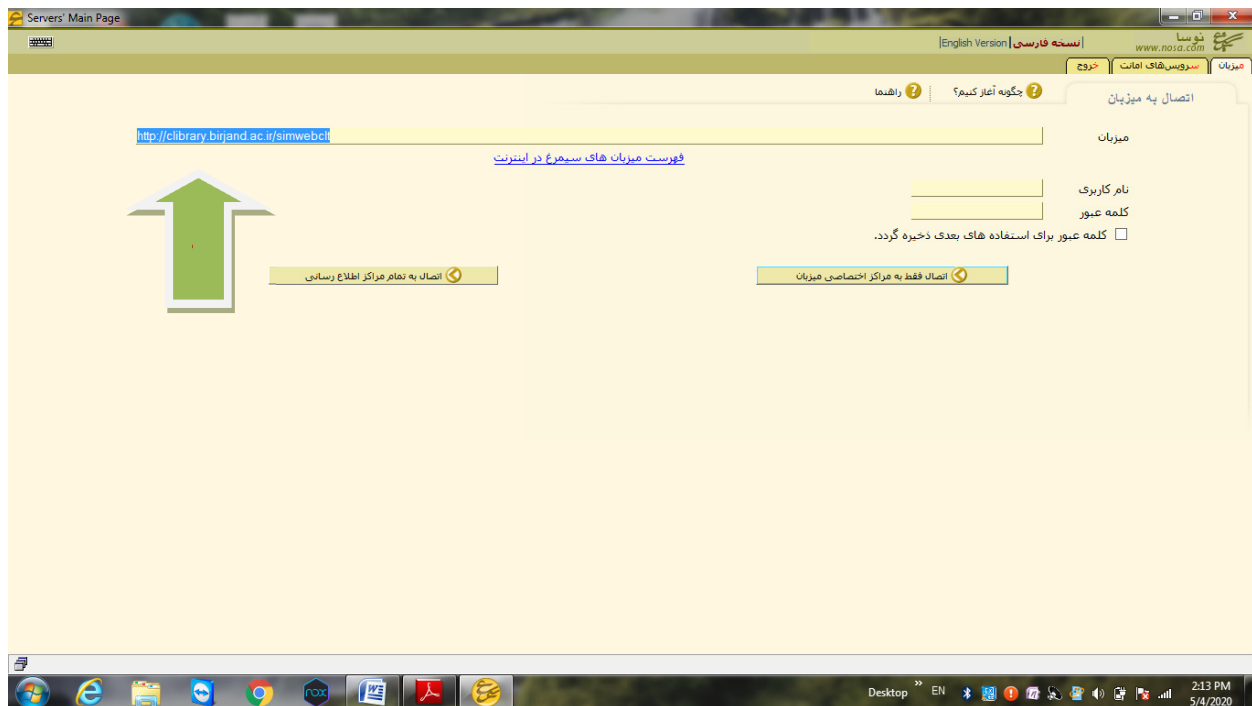 Servers' Main Page
|English Version|نسخه فارسی|
نوسا
www.nosa.com
میزبان
سرویس‌های امانت
خروج
چگونه آغاز کنیم؟
راهنما
اتصال به میزبان
میزبان
http://clibrary.birjand.ac.ir/simwebclt
فهرست میزبان های سیمرغ در اینترنت
نام کاربری
کلمه عبور
کلمه عبور برای استفاده های بعدی ذخیره گردد.
اتصال فقط به مراکز اختصاصی میزبان
اتصال به تمام مراکز اطلاع رسانی
Desktop
»
EN
2:13 PM
5/4/2020
nox